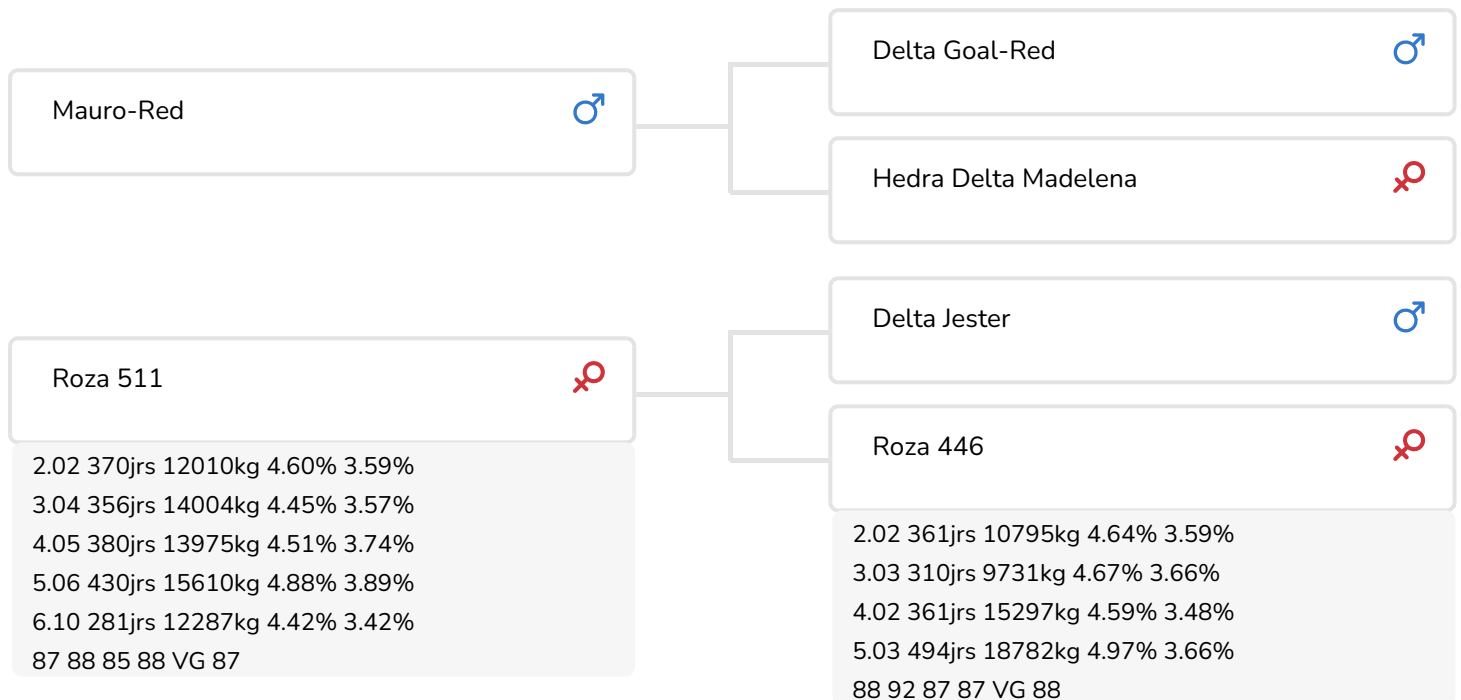 Mauro-Red
Delta Goal-Red
Hedra Delta Madelena
Roza 511
2.02 370jrs 12010kg 4.60% 3.59%
3.04 356jrs 14004kg 4.45% 3.57%
4.05 380jrs 13975kg 4.51% 3.74%
5.06 430jrs 15610kg 4.88% 3.89%
6.10 281jrs 12287kg 4.42% 3.42%
87 88 85 88 VG 87
Delta Jester
Roza 446
2.02 361jrs 10795kg 4.64% 3.59%
3.03 310jrs 9731kg 4.67% 3.66%
4.02 361jrs 15297kg 4.59% 3.48%
5.03 494jrs 18782kg 4.97% 3.66%
88 92 87 87 VG 88